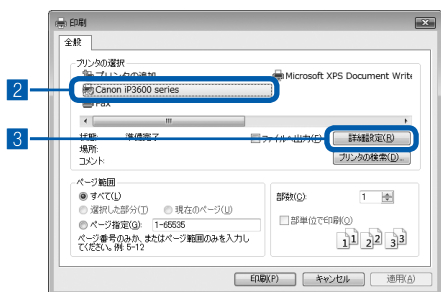 印刷
全般
プリンタの選択
プリンタの追加
Microsoft XPS Document Write
2
Canon iP3600 series
Fax
状態: 準備完了
ファイルへ出力(F)
3
詳細設定(R)
場所:
コメント:
プリンタの検索(D)...
ページ範囲
すべて(L)
選択した部分(T)
現在のページ(U)
ページ指定(G): 1-65535
ページ番号のみか、またはページ範囲のみを入力し
てください。例: 5-12
部数(C): 1
部単位で印刷(O)
1 1 2 2 3 3
印刷(P)
キャンセル
適用(A)